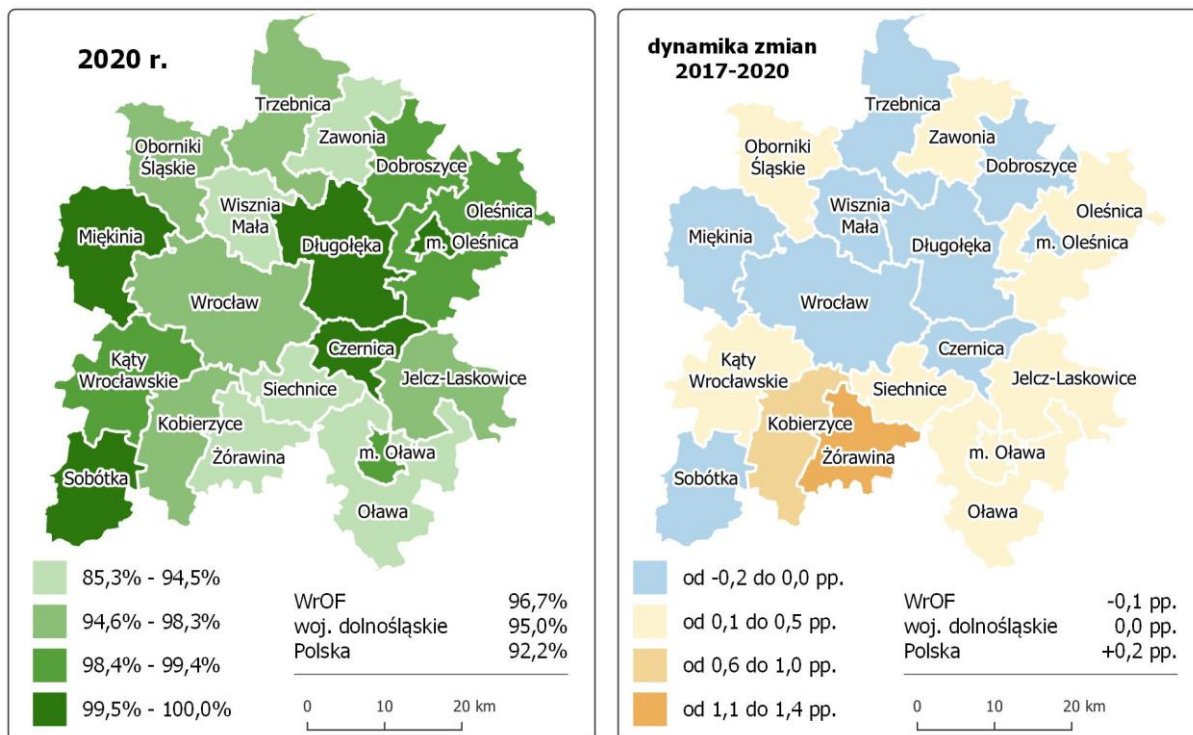 2020 r.
Trzebnica
Zawonia
Oborniki
Śląskie
Dobroszyce
Wisznia
Mała
Oleśnica
Miękinia
Długołęka
m. Oleśnica
Wrocław
Czernica
Kąty
Wrocławskie
Siechnice
Jelcz-Laskowice
Kobierzyce
m. Oława
Żórawina
Sobótka
Oława
85,3% - 94,5%
94,6% - 98,3%
98,4% - 99,4%
99,5% - 100,0%
WrOF 96,7%
woj. dolnośląskie 95,0%
Polska 92,2%
0 10 20 km
dynamika zmian
2017-2020
Trzebnica
Zawonia
Oborniki
Śląskie
Dobroszyce
Wisznia
Mała
Oleśnica
Miękinia
Długołęka
m. Oleśnica
Wrocław
Czernica
Kąty
Wrocławskie
Siechnice
Jelcz-Laskowice
Kobierzyce
m. Oława
Żórawina
Sobótka
Oława
od -0,2 do 0,0 pp.
od 0,1 do 0,5 pp.
od 0,6 do 1,0 pp.
od 1,1 do 1,4 pp.
WrOF -0,1 pp.
woj. dolnośląskie 0,0 pp.
Polska +0,2 pp.
0 10 20 km